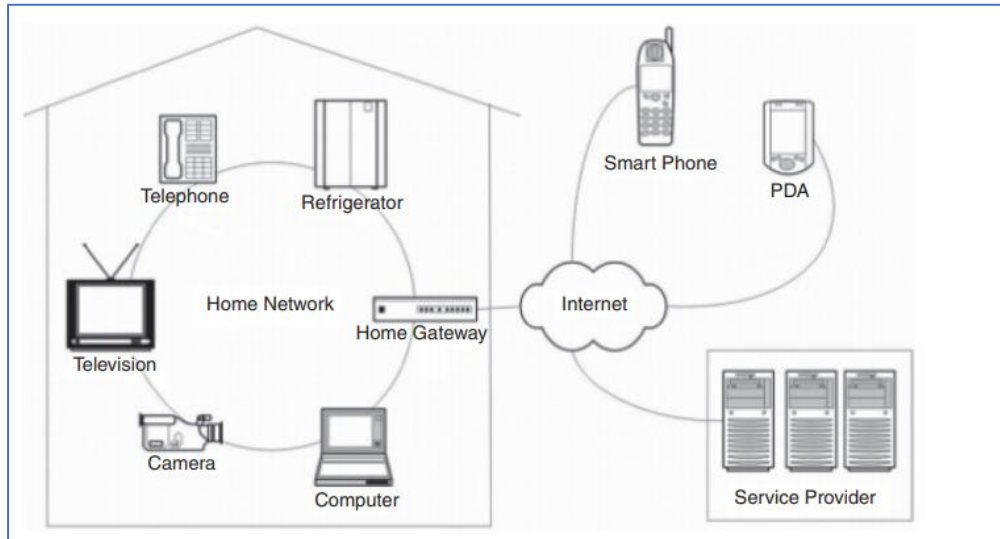 Smart Phone
PDA
Telephone
Refrigerator
Home Network
Internet
Home Gateway
Television
Camera
Computer
Service Provider